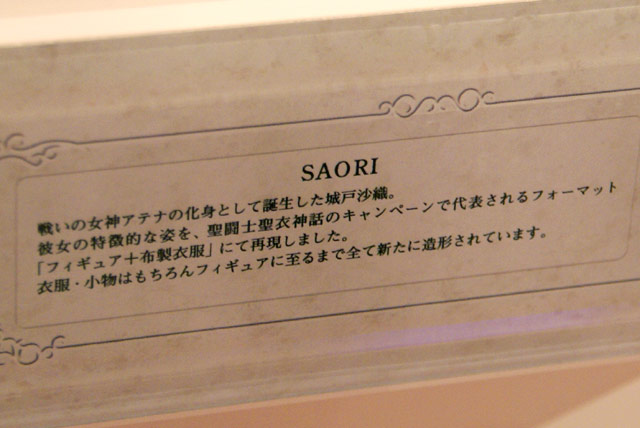 SAORI
戦いの女神アテナの化身として誕生した城戸沙織。
彼女の特徴的な姿を、聖闘士聖衣神話のキャンペーンで代表されるフォーマット
「フィギュア＋布製衣服」にて再現しました。
衣服・小物はもちろんフィギュアに至るまで全て新たに造形されています。